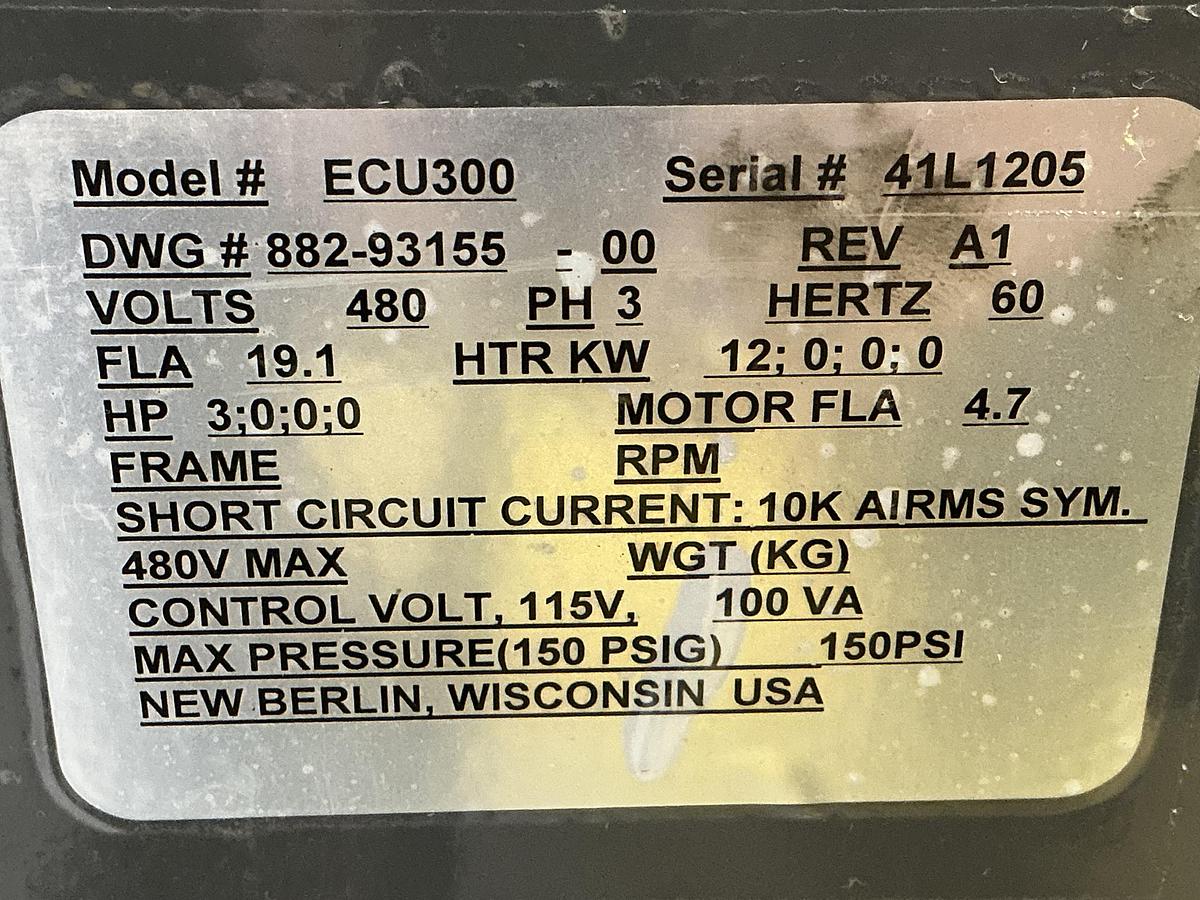 Model # ECU300 Serial # 41L1205
DWG # 882-93155 - 00 REV A1
VOLTS 480 PH 3 HERTZ 60
FLA 19.1 HTR KW 12; 0; 0; 0
HP 3;0;0;0 MOTOR FLA 4.7
FRAME RPM
SHORT CIRCUIT CURRENT: 10K AIRMS SYM.
480V MAX WGT (KG)
CONTROL VOLT, 115V, 100 VA
MAX PRESSURE(150 PSIG) 150PSI
NEW BERLIN, WISCONSIN USA